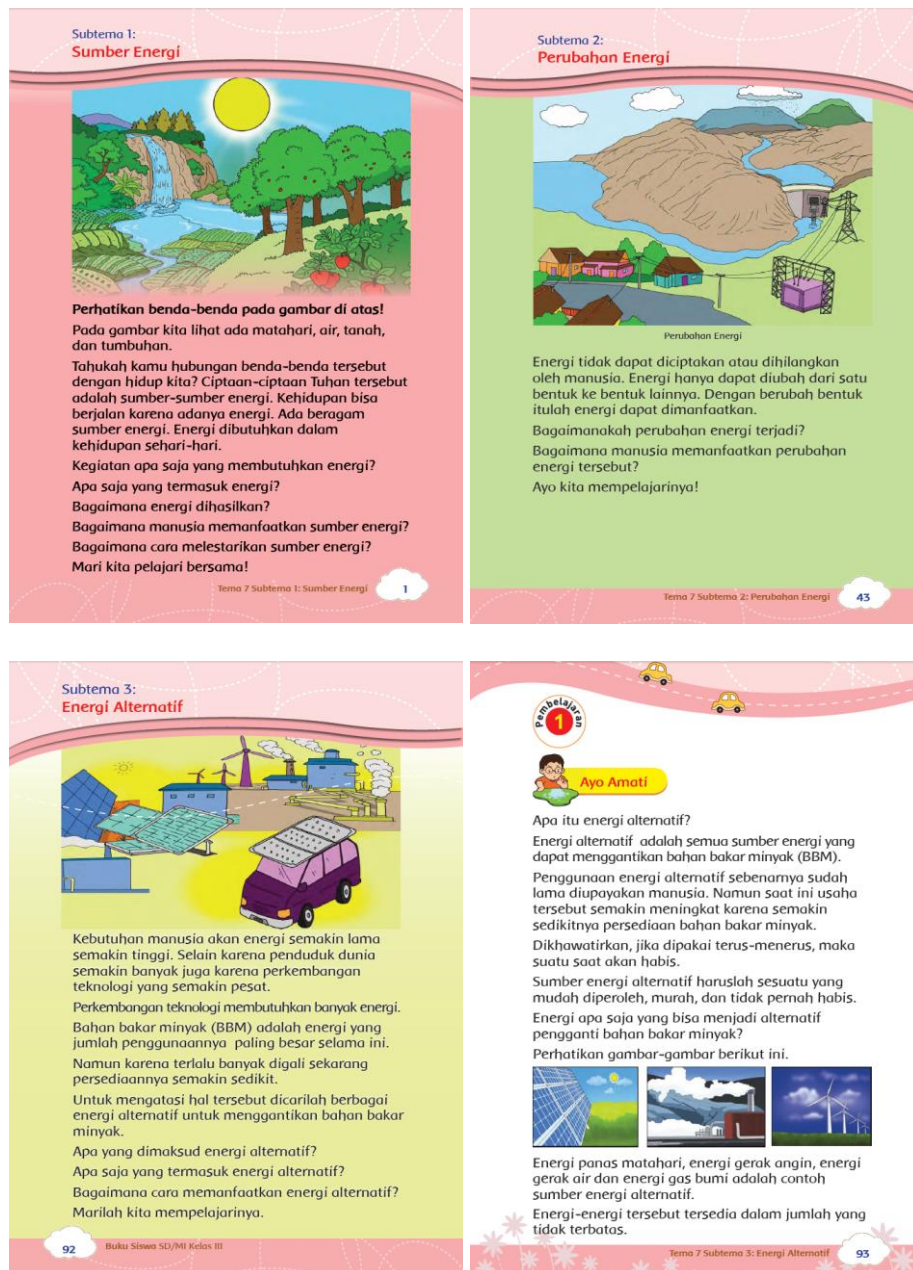 Subtema 1:
Sumber Energi
Perhatikan benda-benda pada gambar di atas!
Pada gambar kita lihat ada matahari, air, tanah,
dan tumbuhan.
Tahukah kamu hubungan benda-benda tersebut
dengan hidup kita? Ciptaan-ciptaan Tuhan tersebut
adalah sumber-sumber energi. Kehidupan bisa
berjalan karena adanya energi. Ada beragam
sumber energi. Energi dibutuhkan dalam
kehidupan sehari-hari.
Kegiatan apa saja yang membutuhkan energi?
Apa saja yang termasuk energi?
Bagaimana energi dihasilkan?
Bagaimana manusia memanfaatkan sumber energi?
Bagaimana cara melestarikan sumber energi?
Mari kita pelajari bersama!
Tema 7 Subtema 1: Sumber Energi 1
Subtema 2:
Perubahan Energi
Perubahan Energi
Energi tidak dapat diciptakan atau dihilangkan
oleh manusia. Energi hanya dapat diubah dari satu
bentuk ke bentuk lainnya. Dengan berubah bentuk
itulah energi dapat dimanfaatkan.
Bagaimanakah perubahan energi terjadi?
Bagaimana manusia memanfaatkan perubahan
energi tersebut?
Ayo kita mempelajarinya!
Tema 7 Subtema 2: Perubahan Energi 43
Subtema 3:
Energi Alternatif
Kebutuhan manusia akan energi semakin lama
semakin tinggi. Selain karena penduduk dunia
semakin banyak juga karena perkembangan
teknologi yang semakin pesat.
Perkembangan teknologi membutuhkan banyak energi.
Bahan bakar minyak (BBM) adalah energi yang
jumlah penggunaannya paling besar selama ini.
Namun karena terlalu banyak digali sekarang
persediaannya semakin sedikit.
Untuk mengatasi hal tersebut dicarilah berbagai
energi alternatif untuk menggantikan bahan bakar
minyak.
Apa yang dimaksud energi alternatif?
Apa saja yang termasuk energi alternatif?
Bagaimana cara memanfaatkan energi alternatif?
Marilah kita mempelajarinya.
92 Buku Siswa SD/MI Kelas III
Pembelajaran
1
Ayo Amati
Apa itu energi alternatif?
Energi alternatif adalah semua sumber energi yang
dapat menggantikan bahan bakar minyak (BBM).
Penggunaan energi alternatif sebenarnya sudah
lama diupayakan manusia. Namun saat ini usaha
tersebut semakin meningkat karena semakin
sedikitnya persediaan bahan bakar minyak.
Dikhawatirkan, jika dipakai terus-menerus, maka
suatu saat akan habis.
Sumber energi alternatif haruslah sesuatu yang
mudah diperoleh, murah, dan tidak pernah habis.
Energi apa saja yang bisa menjadi alternatif
pengganti bahan bakar minyak?
Perhatikan gambar-gambar berikut ini.
Energi panas matahari, energi gerak angin, energi
gerak air dan energi gas bumi adalah contoh
sumber energi alternatif.
Energi-energi tersebut tersedia dalam jumlah yang
tidak terbatas.
Tema 7 Subtema 3: Energi Alternatif 93